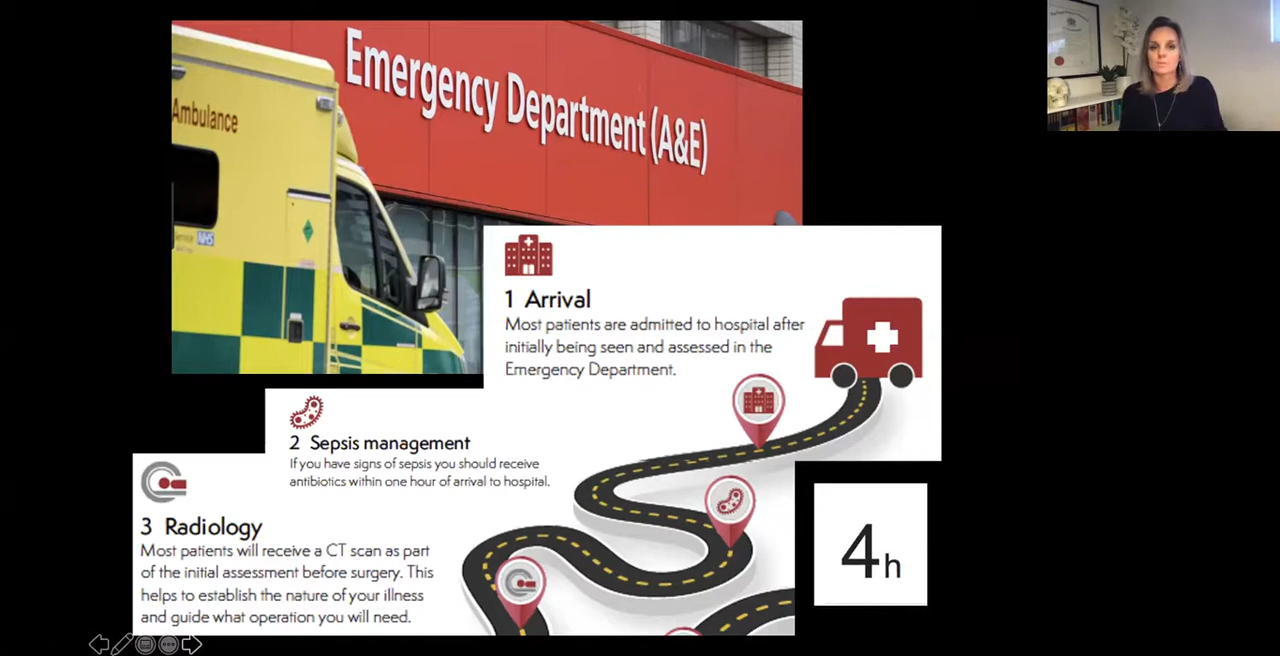 Emergency Department (A&E)
Ambulance
NHS
1 Arrival
Most patients are admitted to hospital after
initially being seen and assessed in the
Emergency Department.
2 Sepsis management
If you have signs of sepsis you should receive
antibiotics within one hour of arrival to hospital.
3 Radiology
Most patients will receive a CT scan as part
of the initial assessment before surgery. This
helps to establish the nature of your illness
and guide what operation you will need.
4h